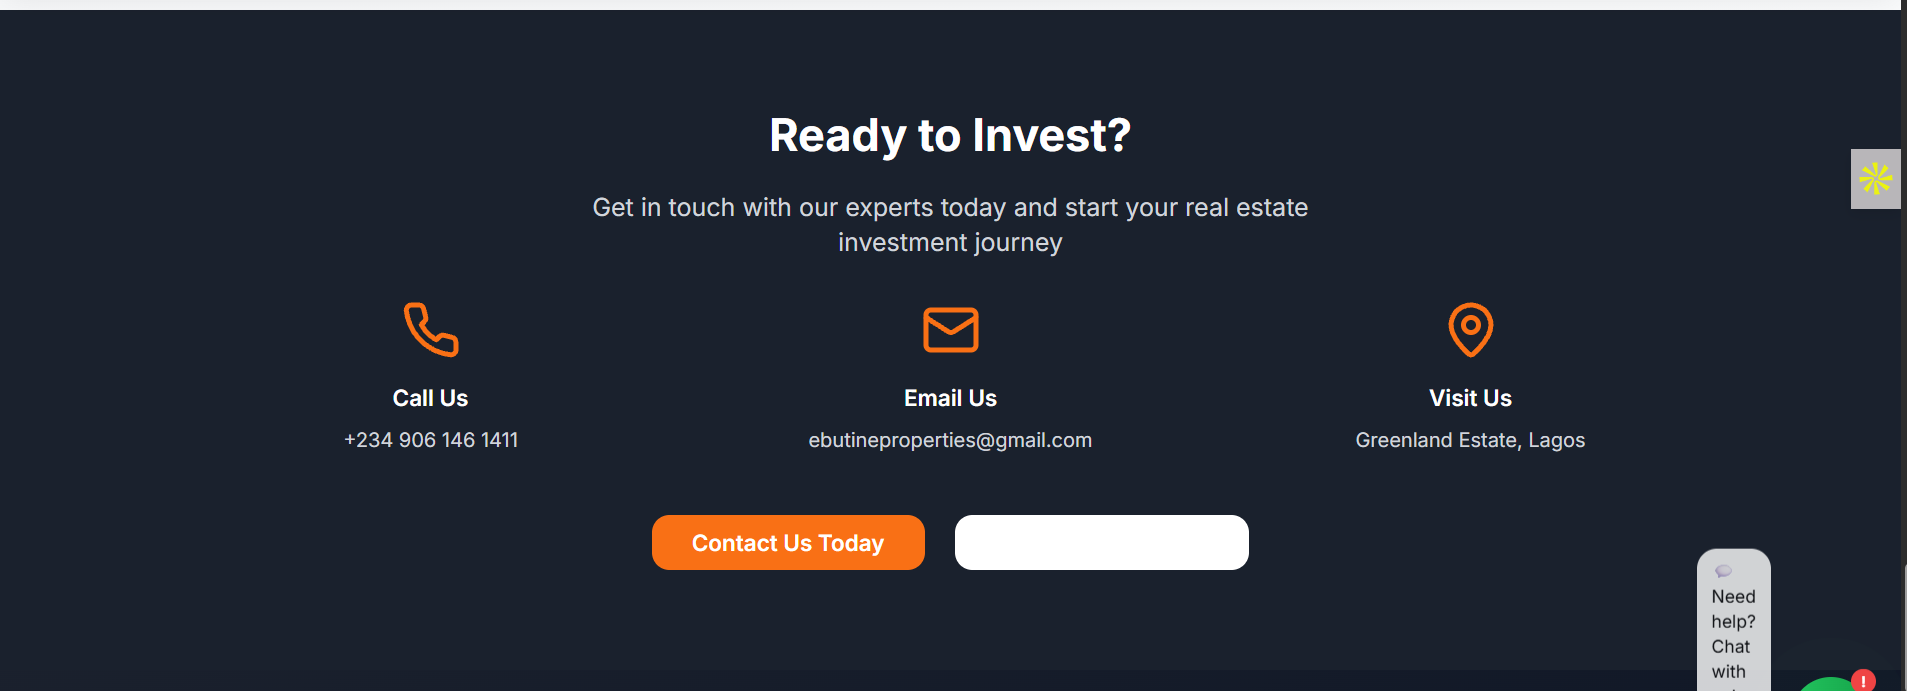 Ready to Invest?
Get in touch with our experts today and start your real estate
investment journey
Call Us
+234 906 146 1411
Email Us
ebutineproperties@gmail.com
Visit Us
Greenland Estate, Lagos
Contact Us Today
Need
help?
Chat
with
!